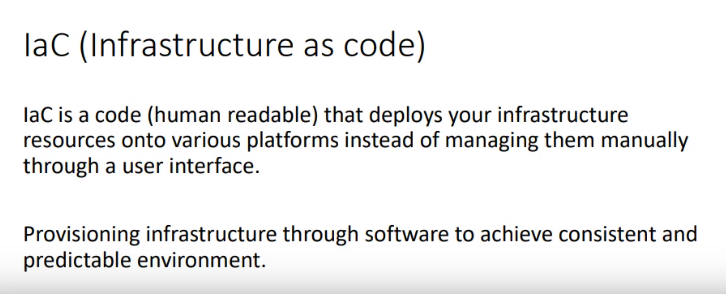 IaC (Infrastructure as code)
IaC is a code (human readable) that deploys your infrastructure
resources onto various platforms instead of managing them manually
through a user interface.
Provisioning infrastructure through software to achieve consistent and
predictable environment.